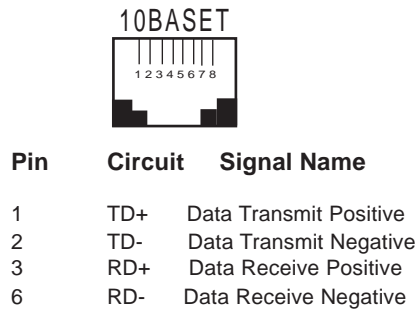 10BASET
12345678
Pin Circuit Signal Name
1 TD+ Data Transmit Positive
2 TD- Data Transmit Negative
3 RD+ Data Receive Positive
6 RD- Data Receive Negative